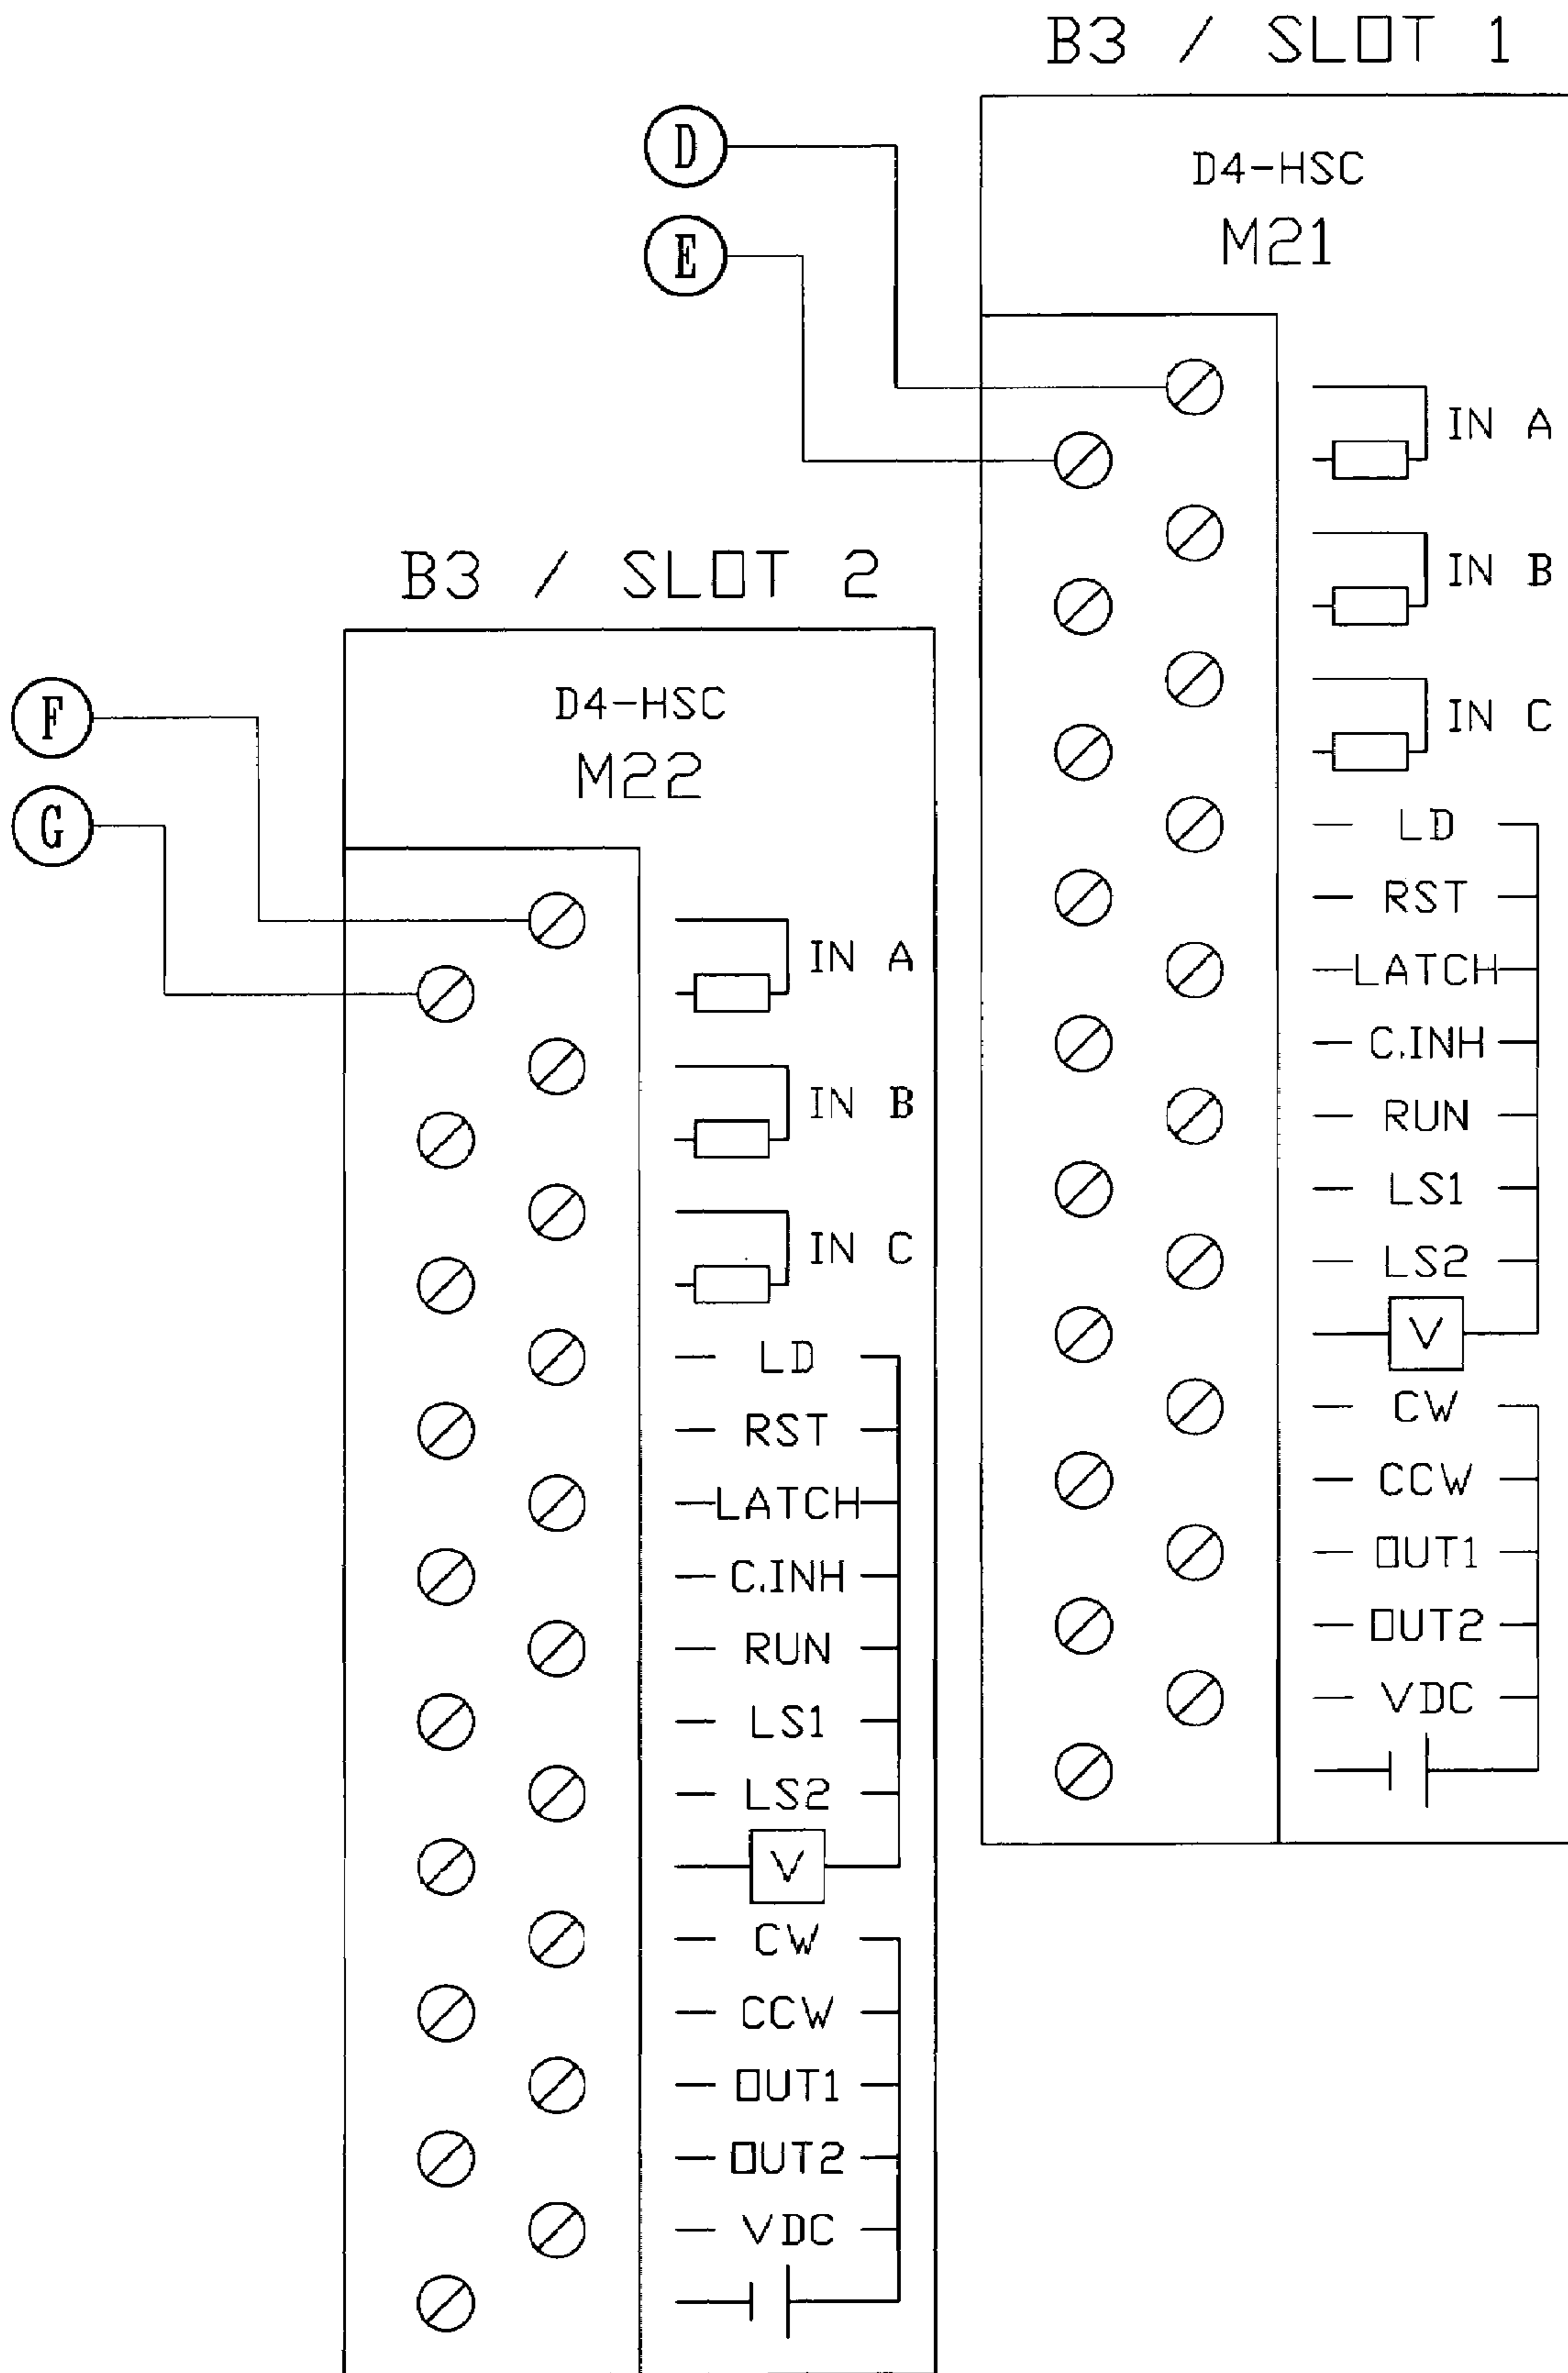 B3 / SLOT 1
D
E
D4-HSC
M21
IN A
IN B
IN C
LD
RST
LATCH
C.INH
RUN
LS1
LS2
V
CW
CCW
OUT1
OUT2
VDC
B3 / SLOT 2
F
G
D4-HSC
M22
IN A
IN B
IN C
LD
RST
LATCH
C.INH
RUN
LS1
LS2
V
CW
CCW
OUT1
OUT2
VDC